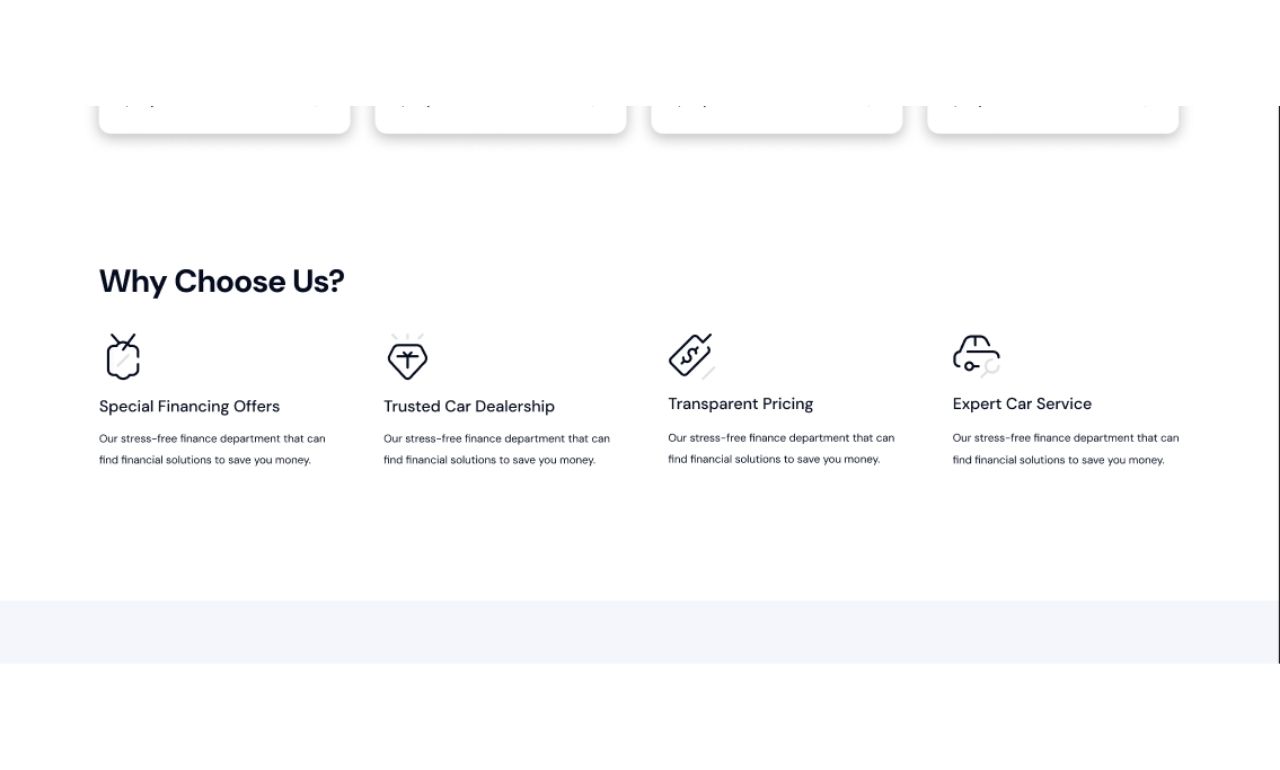 Why Choose Us?
Special Financing Offers
Our stress-free finance department that can
find financial solutions to save you money.
Trusted Car Dealership
Our stress-free finance department that can
find financial solutions to save you money.
Transparent Pricing
Our stress-free finance department that can
find financial solutions to save you money.
Expert Car Service
Our stress-free finance department that can
find financial solutions to save you money.